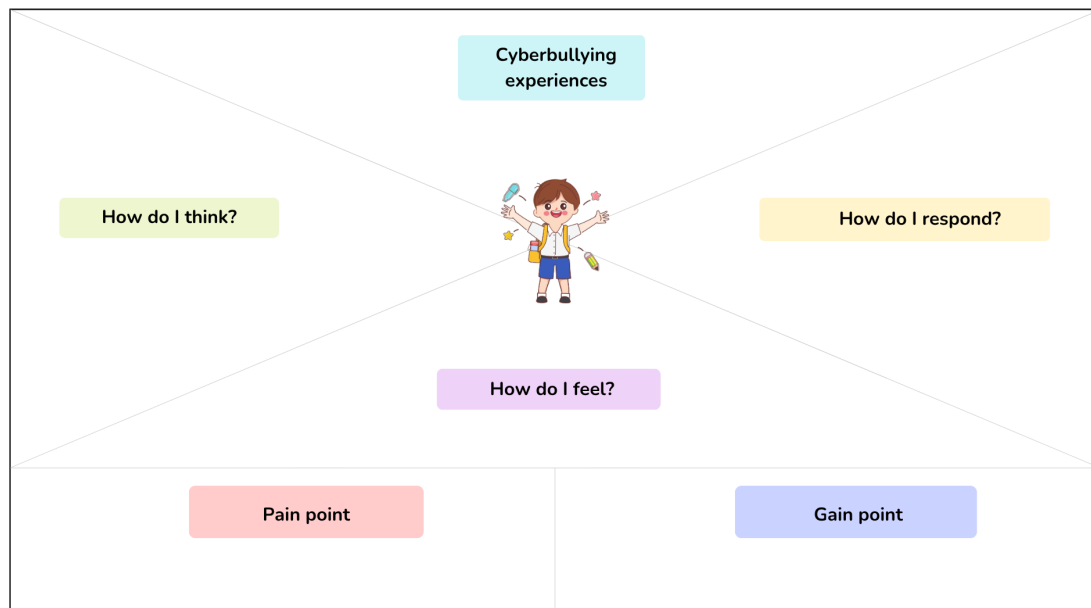 Cyberbullying
experiences
How do I think?
How do I respond?
How do I feel?
Pain point
Gain point